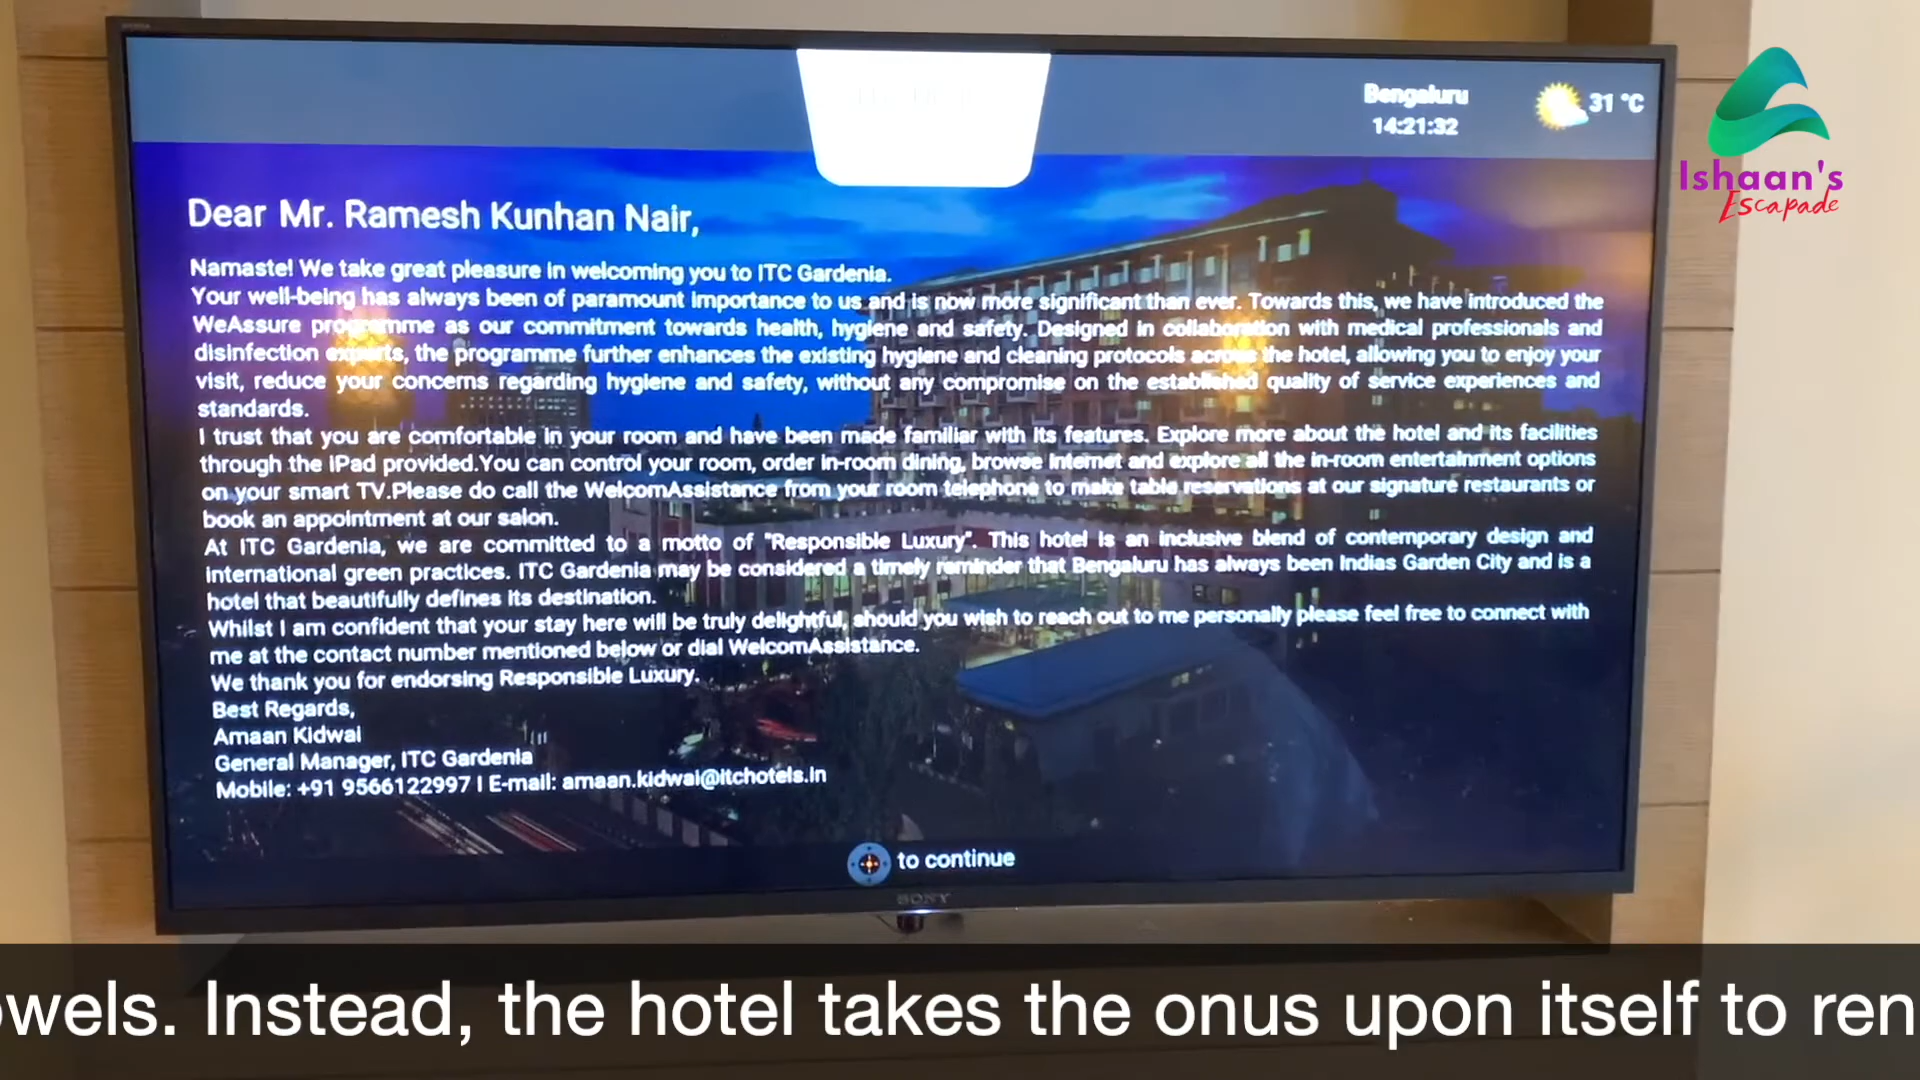 Bengaluru
14:21:32
31 °C
Ishaan's
Escapade
Dear Mr. Ramesh Kunhan Nair,
Namaste! We take great pleasure in welcoming you to ITC Gardenia.
Your well-being has always been of paramount importance to us and is now more significant than ever. Towards this, we have introduced the
WeAssure programme as our commitment towards health, hygiene and safety. Designed in collaboration with medical professionals and
disinfection experts, the programme further enhances the existing hygiene and cleaning protocols across the hotel, allowing you to enjoy your
visit, reduce your concerns regarding hygiene and safety, without any compromise on the established quality of service experiences and
standards.
I trust that you are comfortable in your room and have been made familiar with its features. Explore more about the hotel and its facilities
through the iPad provided.You can control your room, order in-room dining, browse internet and explore all the in-room entertainment options
on your smart TV.Please do call the WelcomAssistance from your room telephone to make table reservations at our signature restaurants or
book an appointment at our salon.
At ITC Gardenia, we are committed to a motto of "Responsible Luxury". This hotel is an inclusive blend of contemporary design and
international green practices. ITC Gardenia may be considered a timely reminder that Bengaluru has always been Indias Garden City and is a
hotel that beautifully defines its destination.
Whilst I am confident that your stay here will be truly delightful, should you wish to reach out to me personally please feel free to connect with
me at the contact number mentioned below or dial WelcomAssistance.
We thank you for endorsing Responsible Luxury.
Best Regards,
Amaan Kidwai
General Manager, ITC Gardenia
Mobile: +91 9566122997 I E-mail: amaan.kidwai@itchotels.in
to continue
SONY
owels. Instead, the hotel takes the onus upon itself to ren